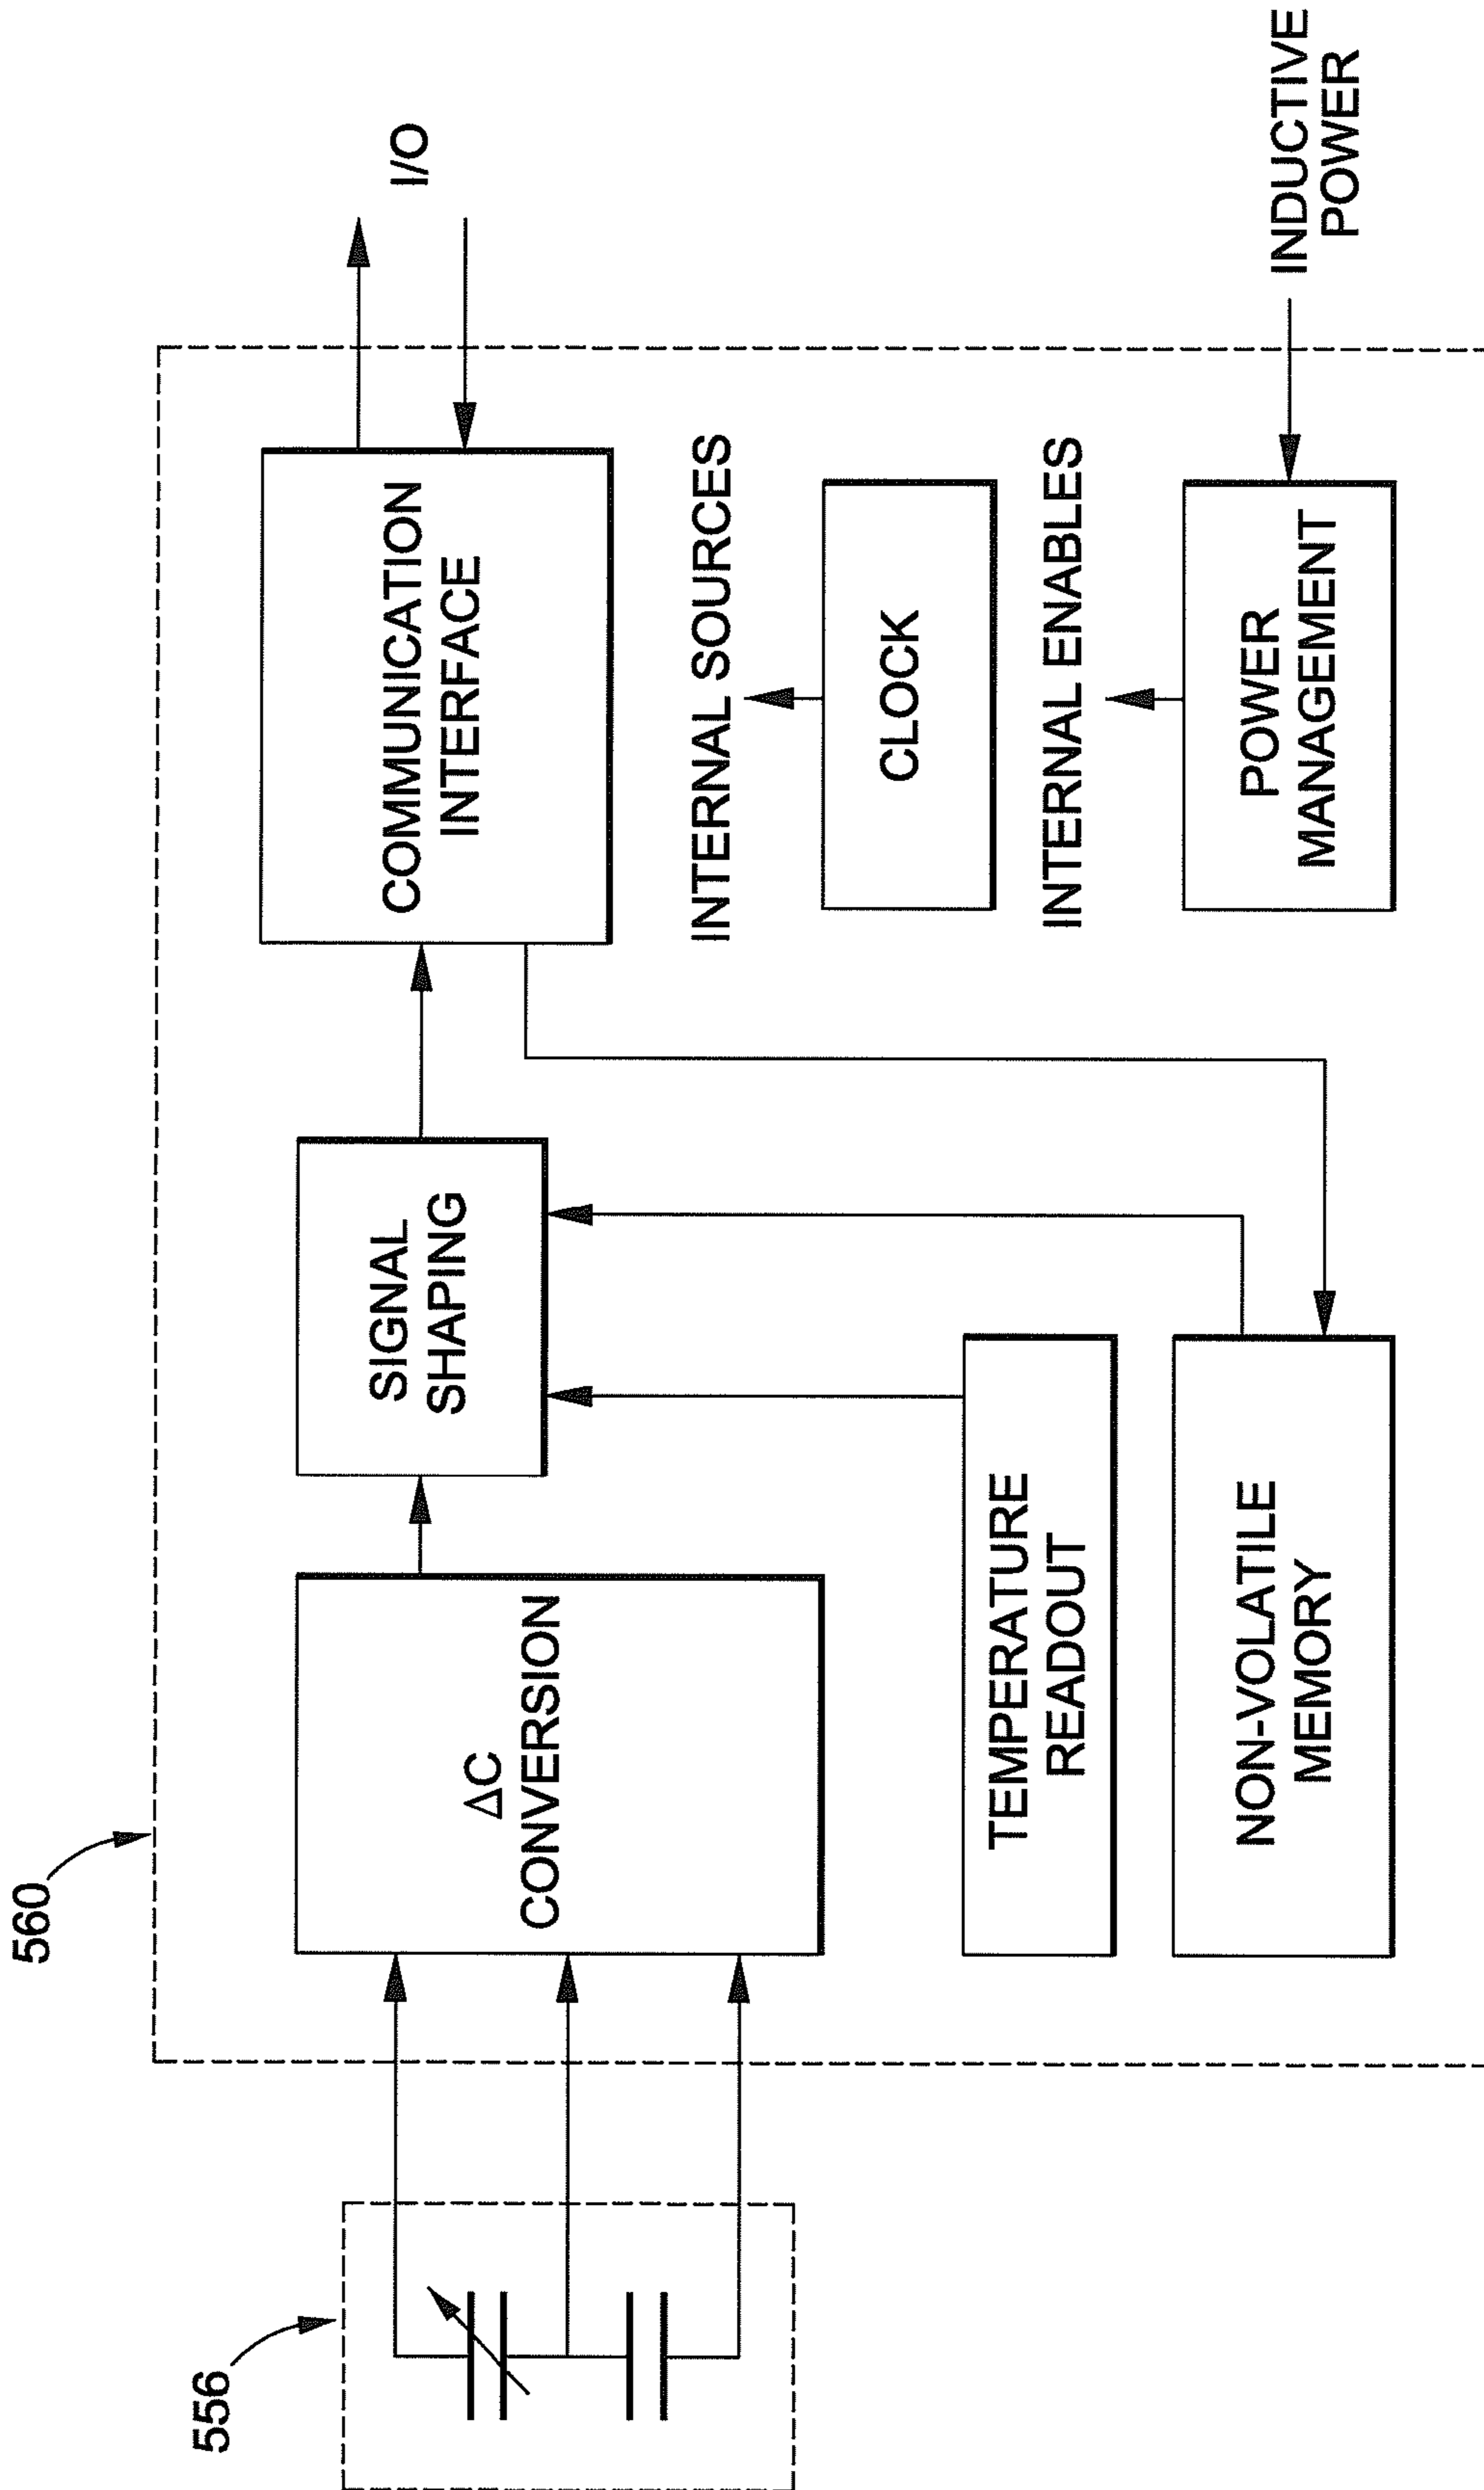 560
556
ΔC
CONVERSION
SIGNAL
SHAPING
COMMUNICATION
INTERFACE
I/O
INTERNAL SOURCES
CLOCK
TEMPERATURE
READOUT
INTERNAL ENABLES
NON-VOLATILE
MEMORY
POWER
MANAGEMENT
INDUCTIVE
POWER